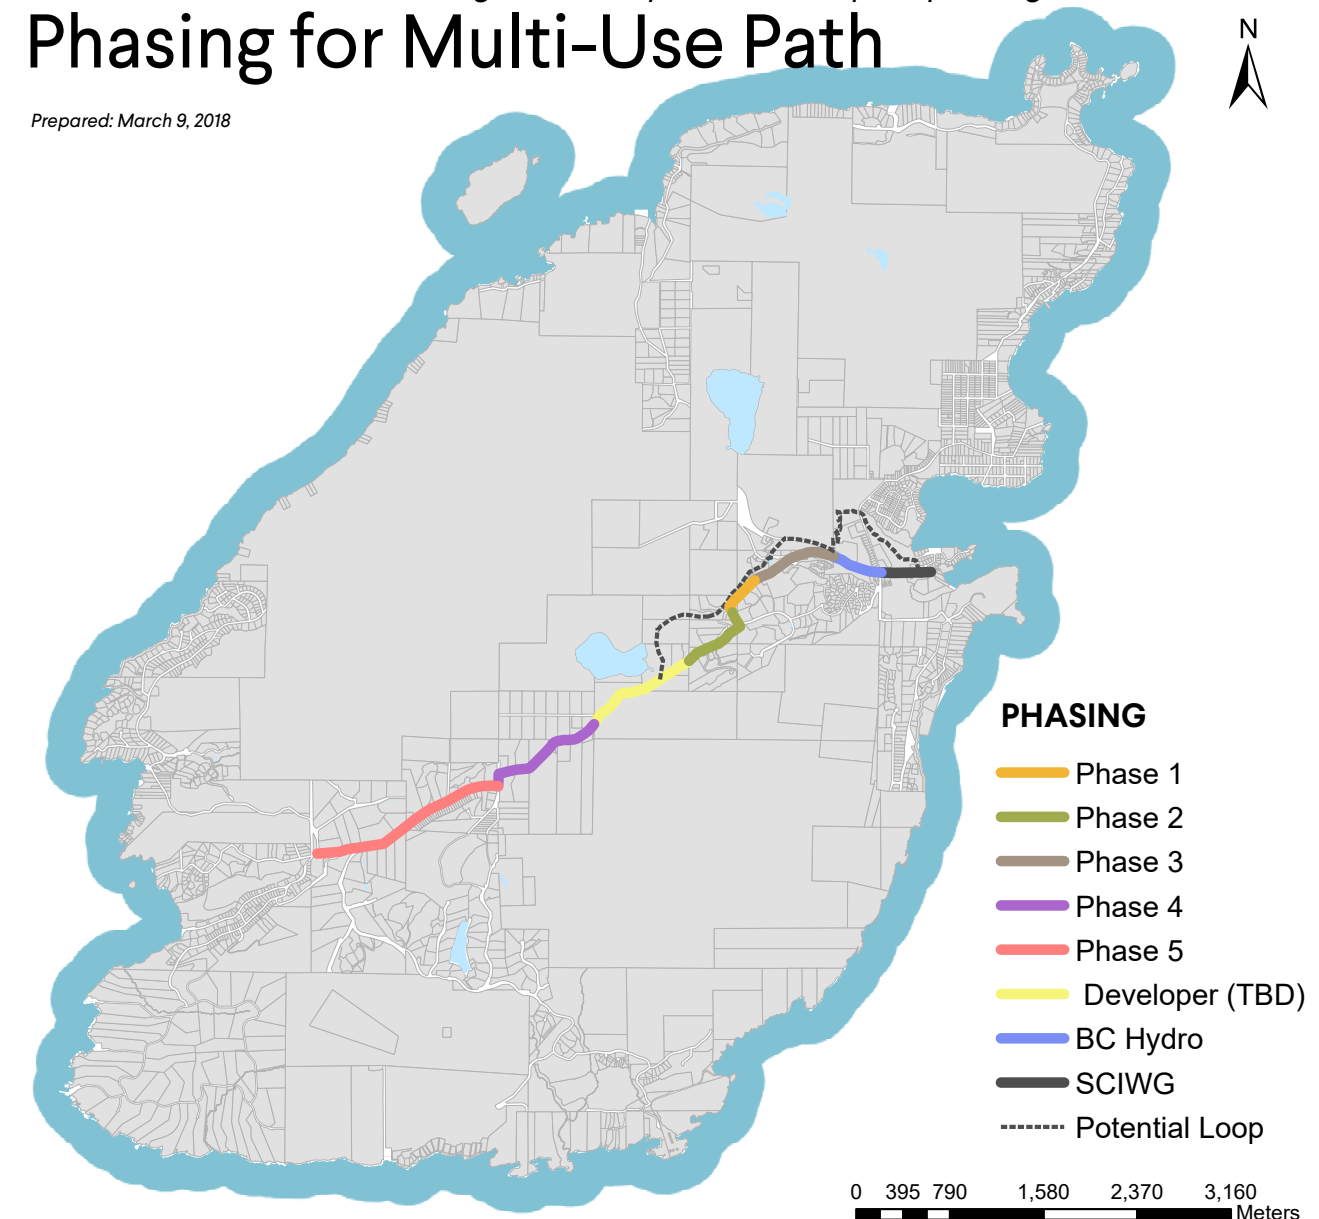 Phasing for Multi-Use Path
Prepared: March 9, 2018
N
PHASING
Phase 1
Phase 2
Phase 3
Phase 4
Phase 5
Developer (TBD)
BC Hydro
SCIWG
Potential Loop
0 395 790 1,580 2,370 3,160
Meters